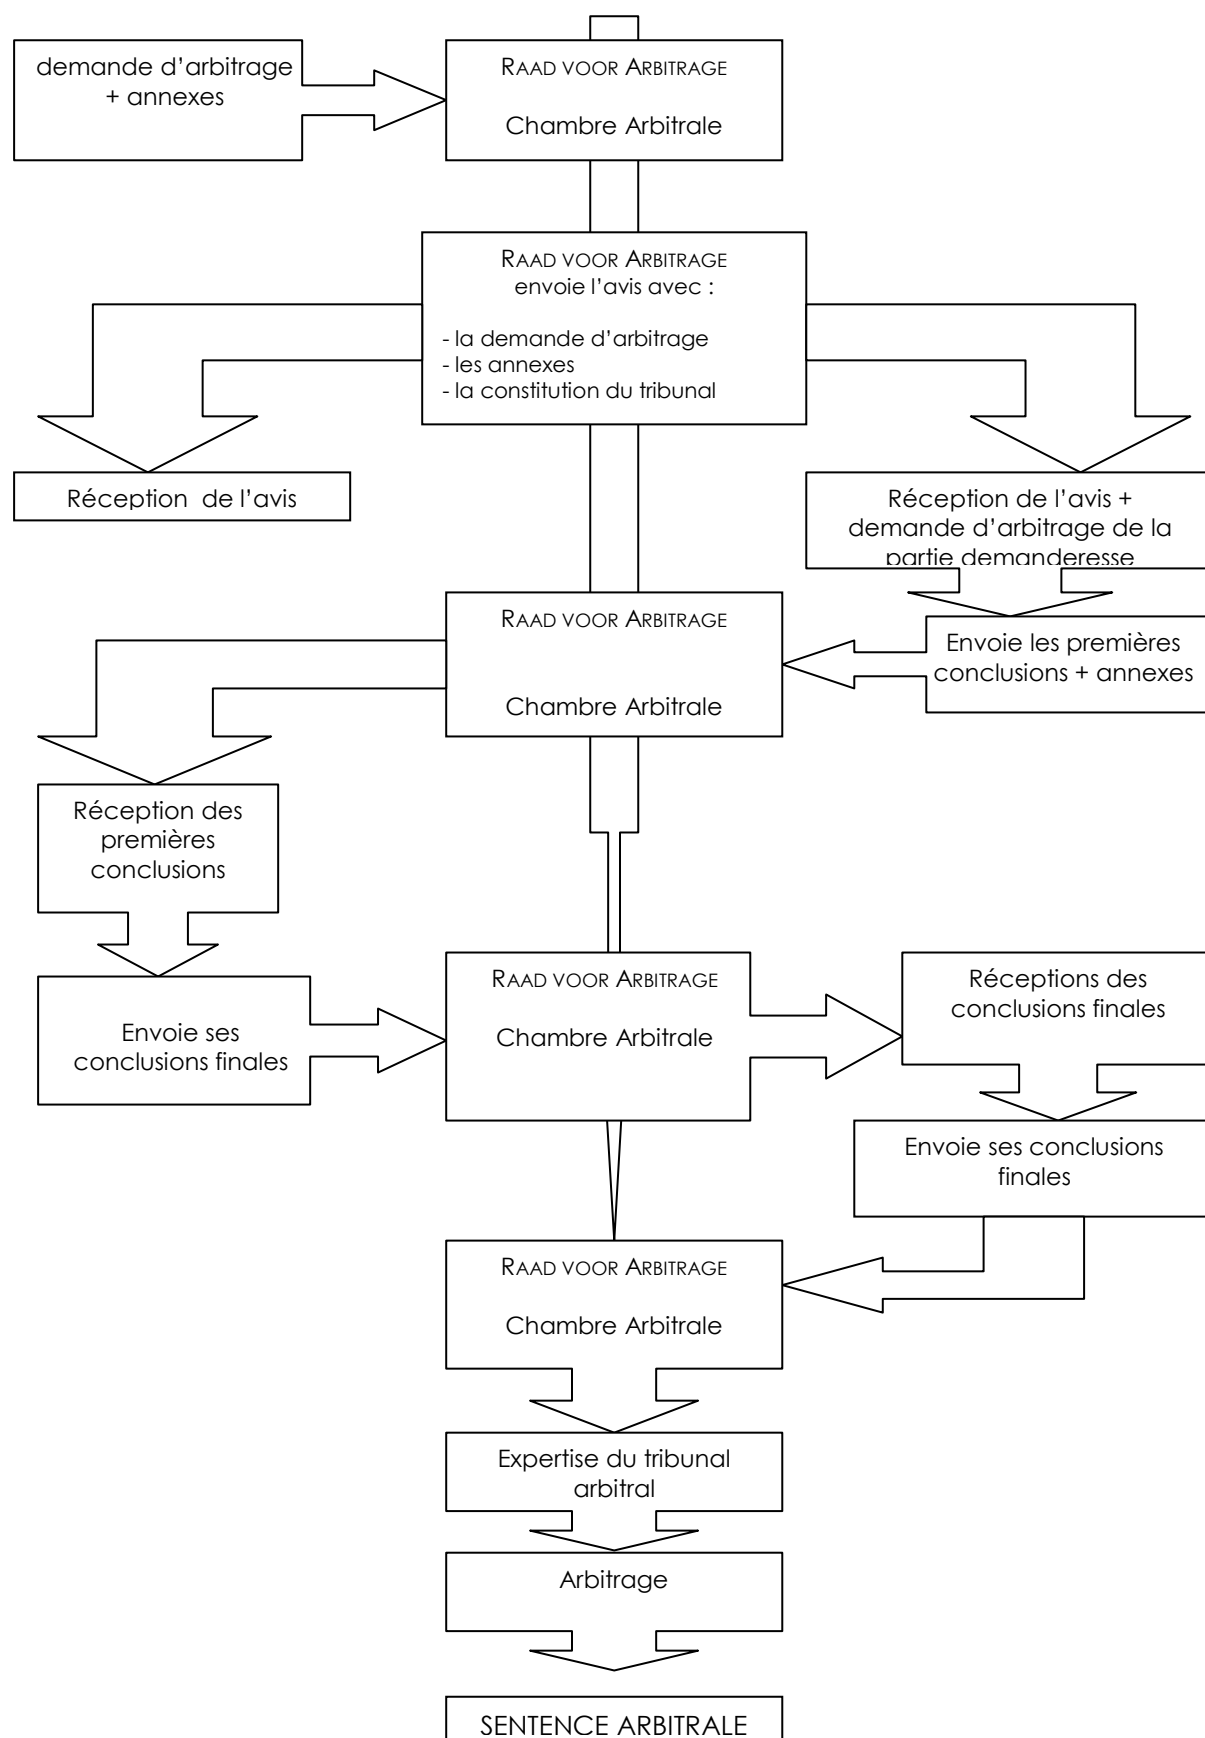 demande d’arbitrage
+ annexes
RAAD VOOR ARBITRAGE
Chambre Arbitrale
RAAD VOOR ARBITRAGE
envoie l’avis avec :
- la demande d’arbitrage
- les annexes
- la constitution du tribunal
Réception de l’avis
Réception de l’avis +
demande d’arbitrage de la
partie demanderesse
RAAD VOOR ARBITRAGE
Chambre Arbitrale
Envoie les premières
conclusions + annexes
Réception des
premières
conclusions
Envoie ses
conclusions finales
RAAD VOOR ARBITRAGE
Chambre Arbitrale
Réceptions des
conclusions finales
Envoie ses conclusions
finales
RAAD VOOR ARBITRAGE
Chambre Arbitrale
Expertise du tribunal
arbitral
Arbitrage
SENTENCE ARBITRALE